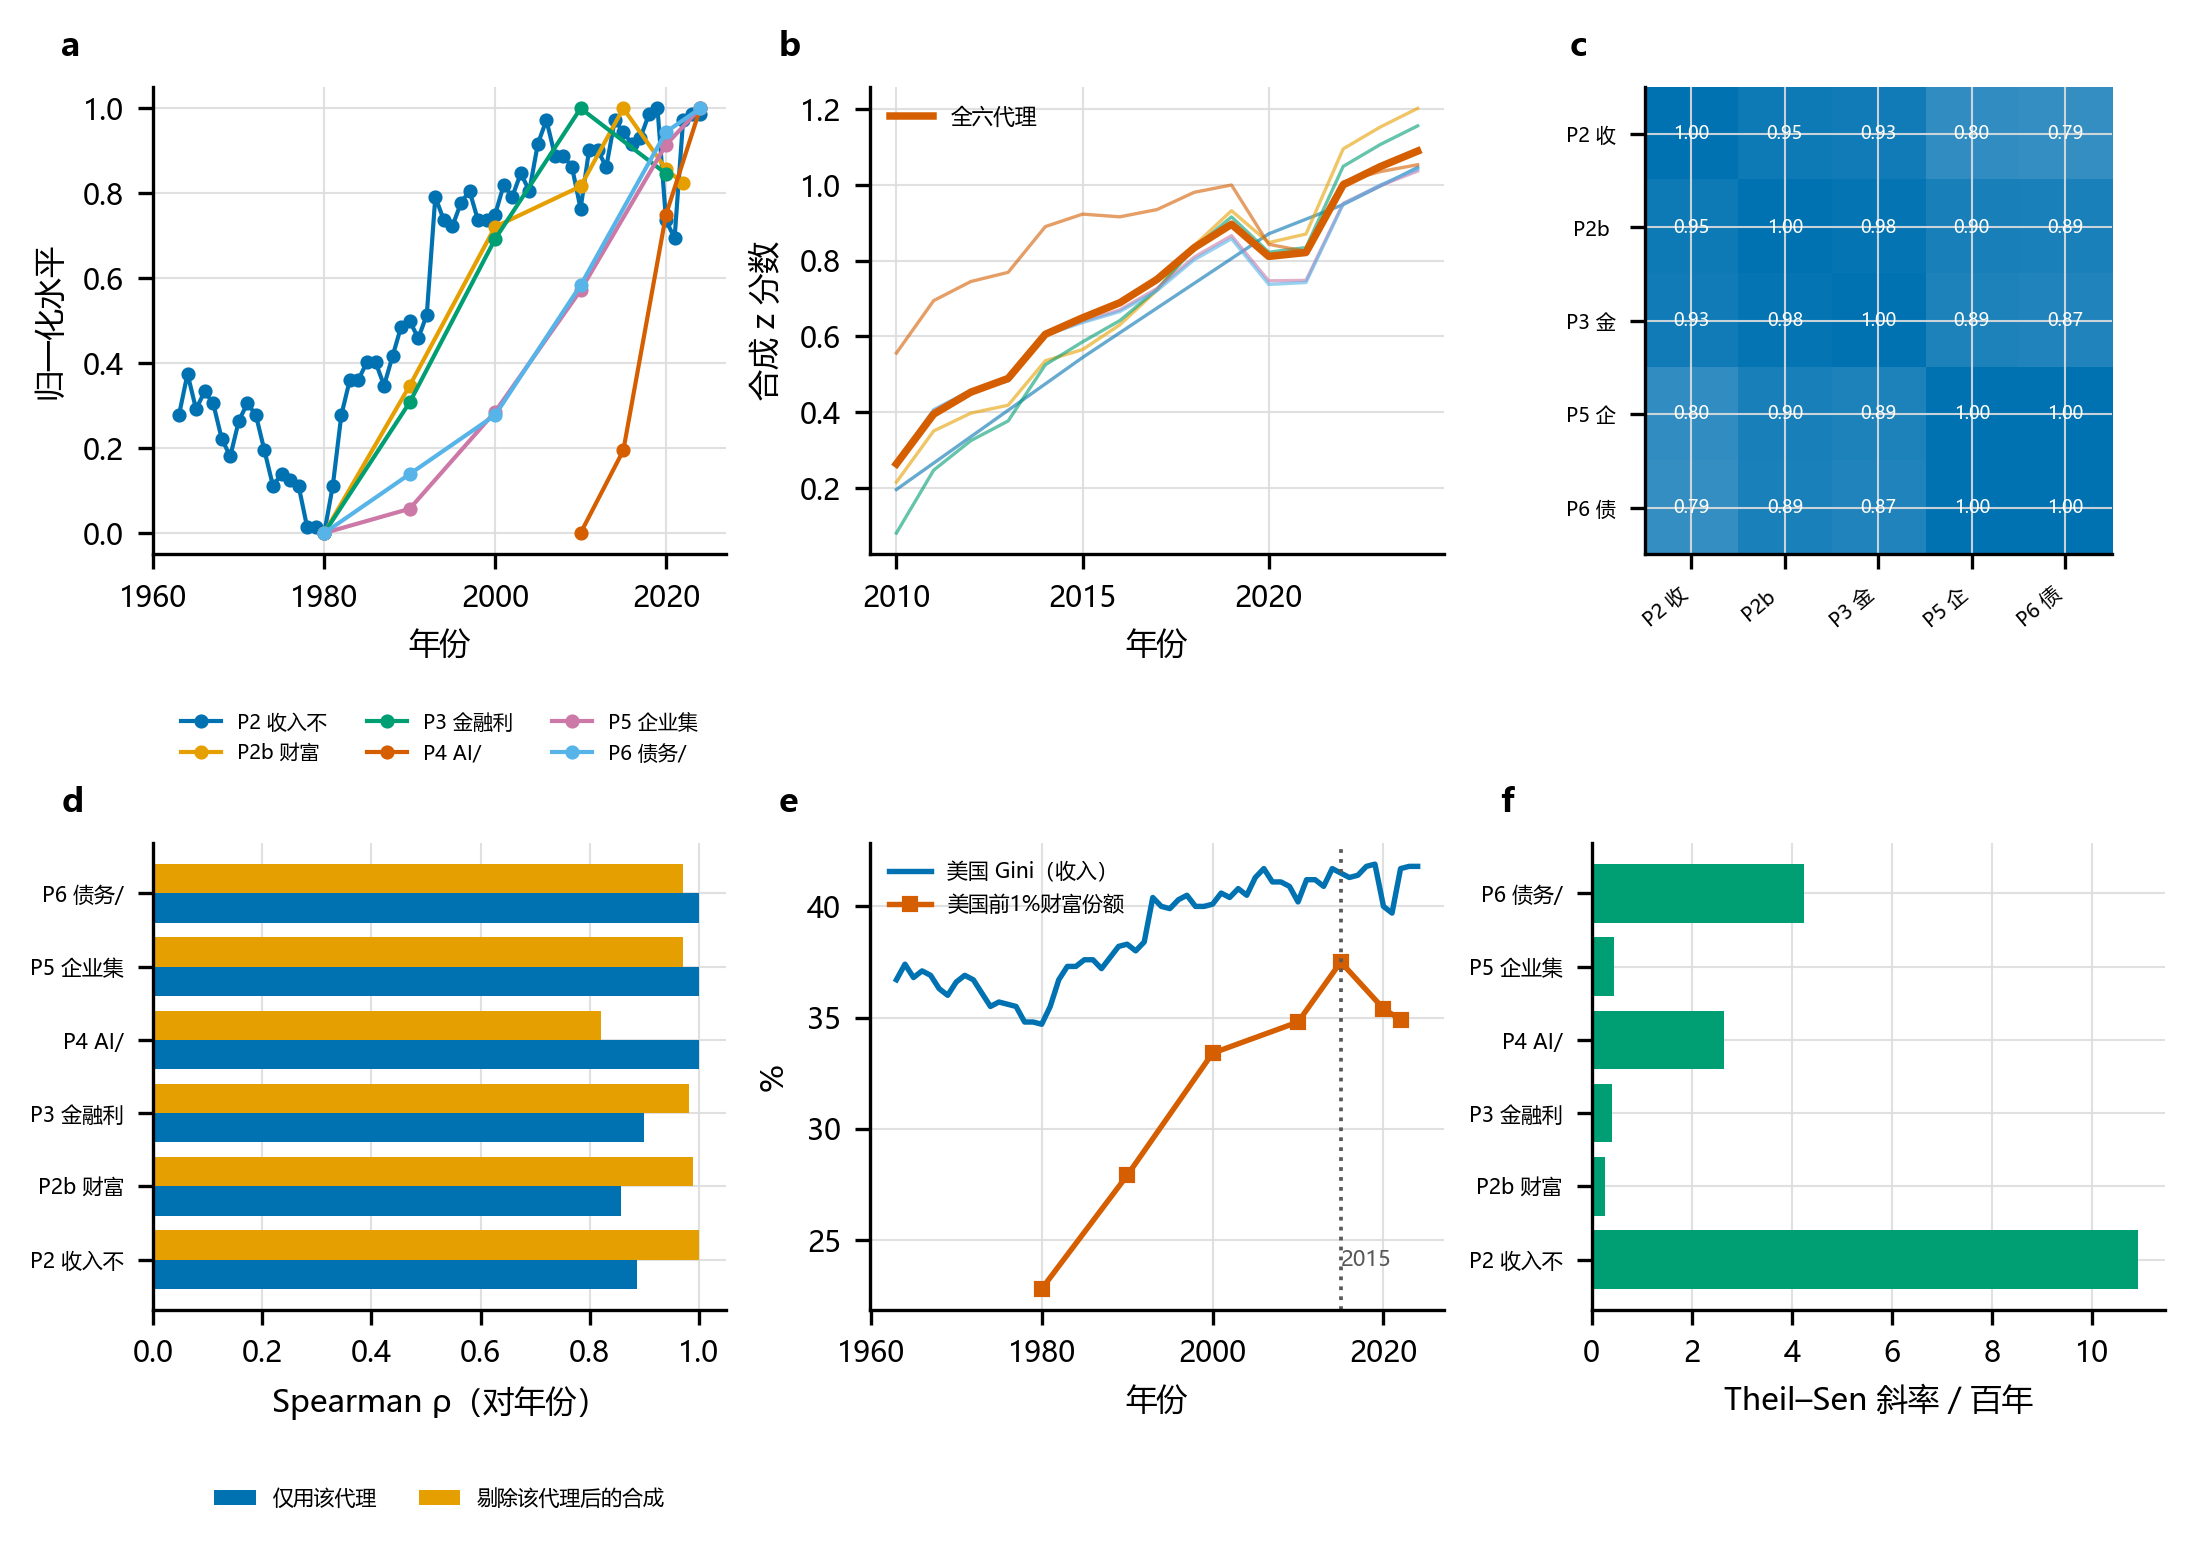 a
1.0
0.8
0.6
0.4
0.2
0.0
归一化水平
1960 1980 2000 2020
年份
P2 收入不 P3 金融利 P5 企业集
P2b 财富 P4 AI/ P6 债务/
b
全六代理
1.2
1.0
0.8
0.6
0.4
0.2
合成 z 分数
2010 2015 2020
年份
c
P2 收 1.00 0.95 0.93 0.80 0.79
P2b 0.95 1.00 0.98 0.90 0.89
P3 金 0.93 0.98 1.00 0.89 0.87
P5 企 0.80 0.90 0.89 1.00 1.00
P6 债 0.79 0.89 0.87 1.00 1.00
P2 收 P2b P3 金 P5 企 P6 债
d
P6 债务/
P5 企业集
P4 AI/
P3 金融利
P2b 财富
P2 收入不
0.0 0.2 0.4 0.6 0.8 1.0
Spearman ρ（对年份）
仅用该代理 剔除该代理后的合成
e
美国 Gini（收入）
美国前1%财富份额
40
35
30
25
%
2015
1960 1980 2000 2020
年份
f
P6 债务/
P5 企业集
P4 AI/
P3 金融利
P2b 财富
P2 收入不
0 2 4 6 8 10
Theil–Sen 斜率 / 百年